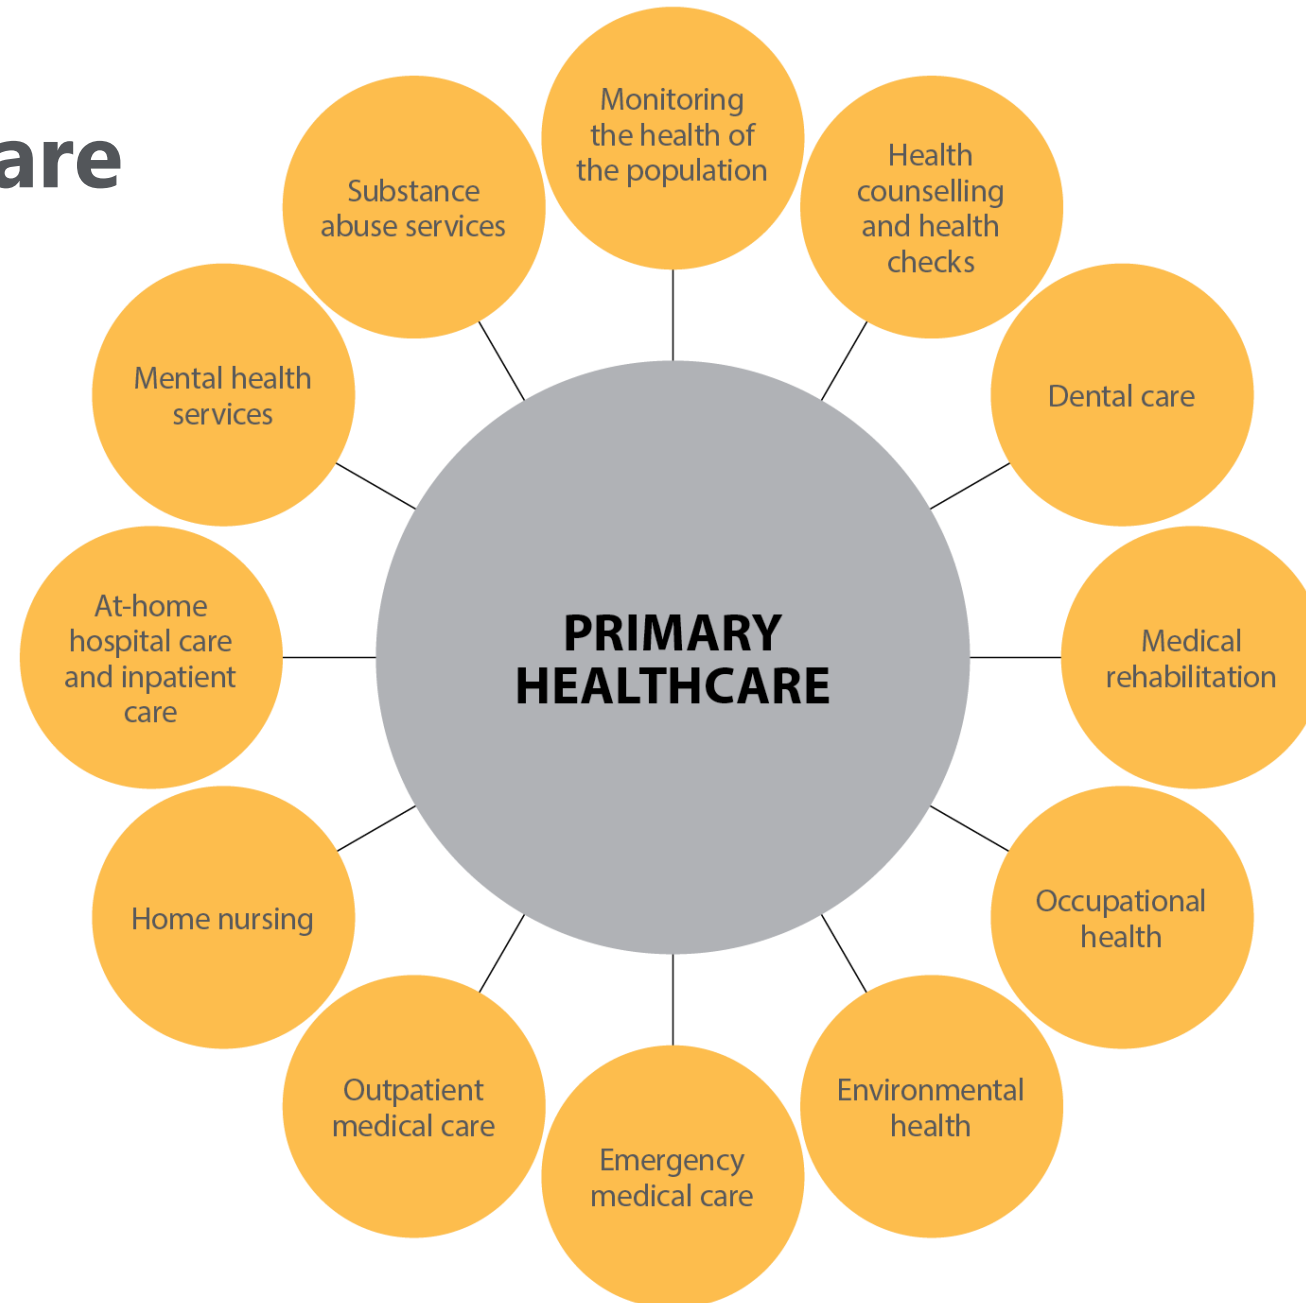 are
Monitoring
the health of
the population
Health
counselling
and health
checks
Dental care
Medical
rehabilitation
Occupational
health
Environmental
health
Emergency
medical care
Outpatient
medical care
Home nursing
At-home
hospital care
and inpatient
care
Mental health
services
Substance
abuse services
PRIMARY
HEALTHCARE